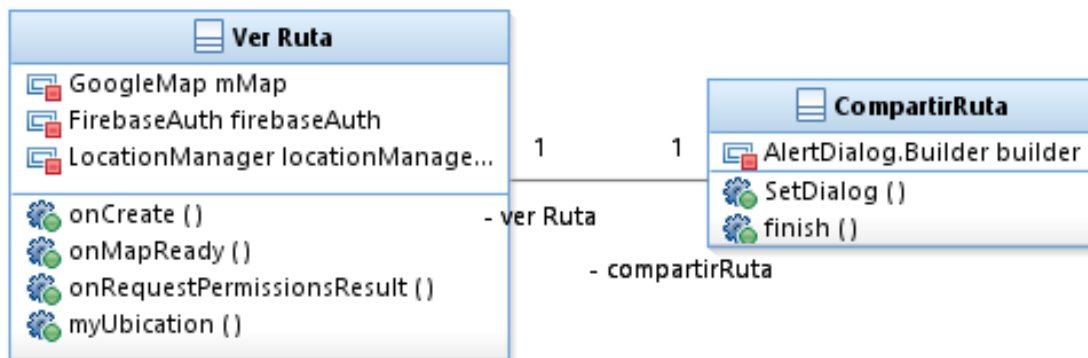 Ver Ruta
GoogleMap mMap
FirebaseAuth firebaseAuth
LocationManager locationManage...
onCreate ()
onMapReady ()
onRequestPermissionsResult ()
myUbication ()
1
1
- ver Ruta
- compartirRuta
CompartirRuta
AlertDialog.Builder builder
SetDialog ()
finish ()